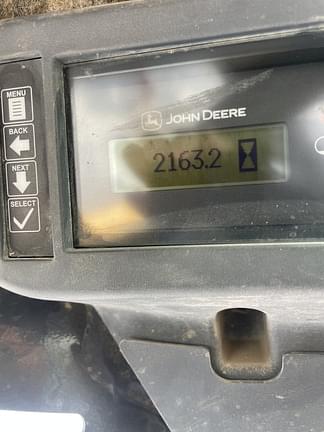 MENU
BACK
NEXT
SELECT
JOHN DEERE
2163.2